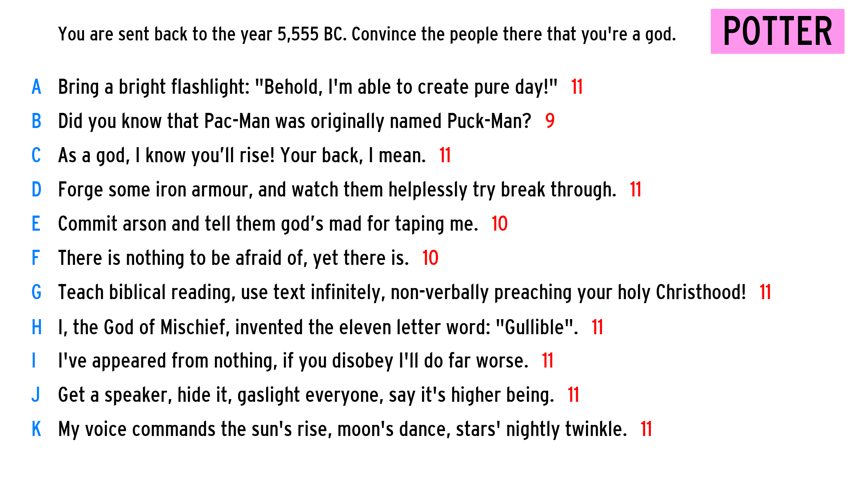 You are sent back to the year 5,555 BC. Convince the people there that you're a god.
POTTER
A Bring a bright flashlight: "Behold, I'm able to create pure day!" 11
B Did you know that Pac-Man was originally named Puck-Man? 9
C As a god, I know you’ll rise! Your back, I mean. 11
D Forge some iron armour, and watch them helplessly try break through. 11
E Commit arson and tell them god’s mad for taping me. 10
F There is nothing to be afraid of, yet there is. 10
G Teach biblical reading, use text infinitely, non-verbally preaching your holy Christhood! 11
H I, the God of Mischief, invented the eleven letter word: "Gullible". 11
I I've appeared from nothing, if you disobey I'll do far worse. 11
J Get a speaker, hide it, gaslight everyone, say it's higher being. 11
K My voice commands the sun's rise, moon's dance, stars' nightly twinkle. 11